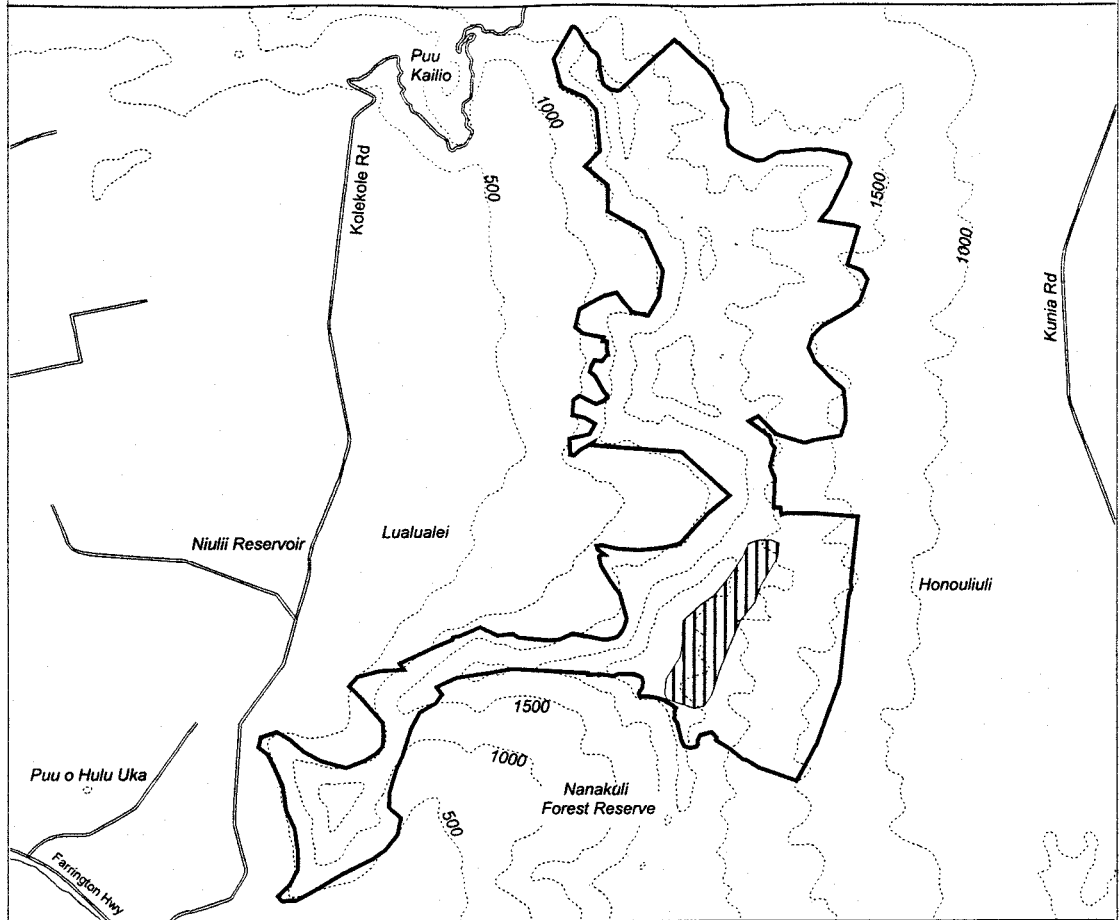 Puu
Kailio
1000
500
Kolekole Rd
1500
1000
Kunia Rd
Niulii Reservoir
Lualualei
Honouliuli
1500
1000
Puu o Hulu Uka
Nanakuli
Forest Reserve
500
Farrington Hwy